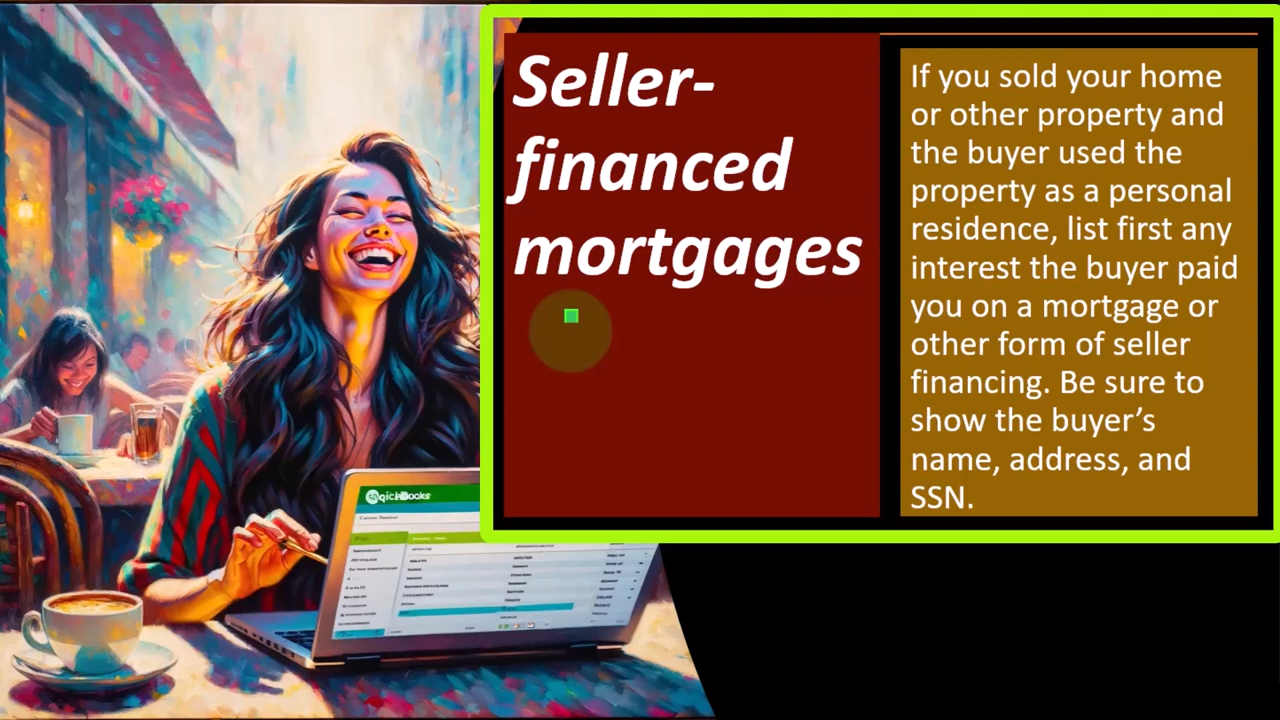 Seller-
financed
mortgages
If you sold your home
or other property and
the buyer used the
property as a personal
residence, list first any
interest the buyer paid
you on a mortgage or
other form of seller
financing. Be sure to
show the buyer’s
name, address, and
SSN.